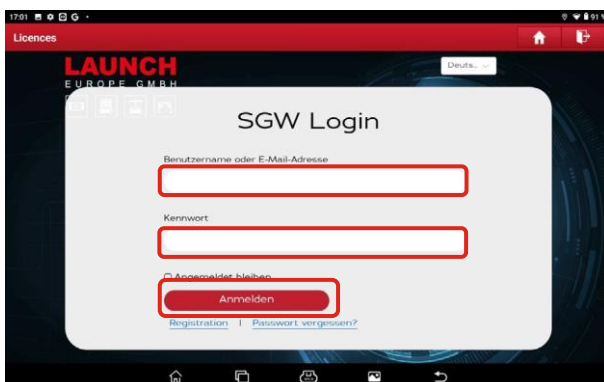 17:01 G
91
Licences
LAUNCH
EUROPE GMBH
Deuts..
SGW Login
Benutzername oder E-Mail-Adresse
Kennwort
Angemeldet bleiben
Anmelden
Registration | Passwort vergessen?